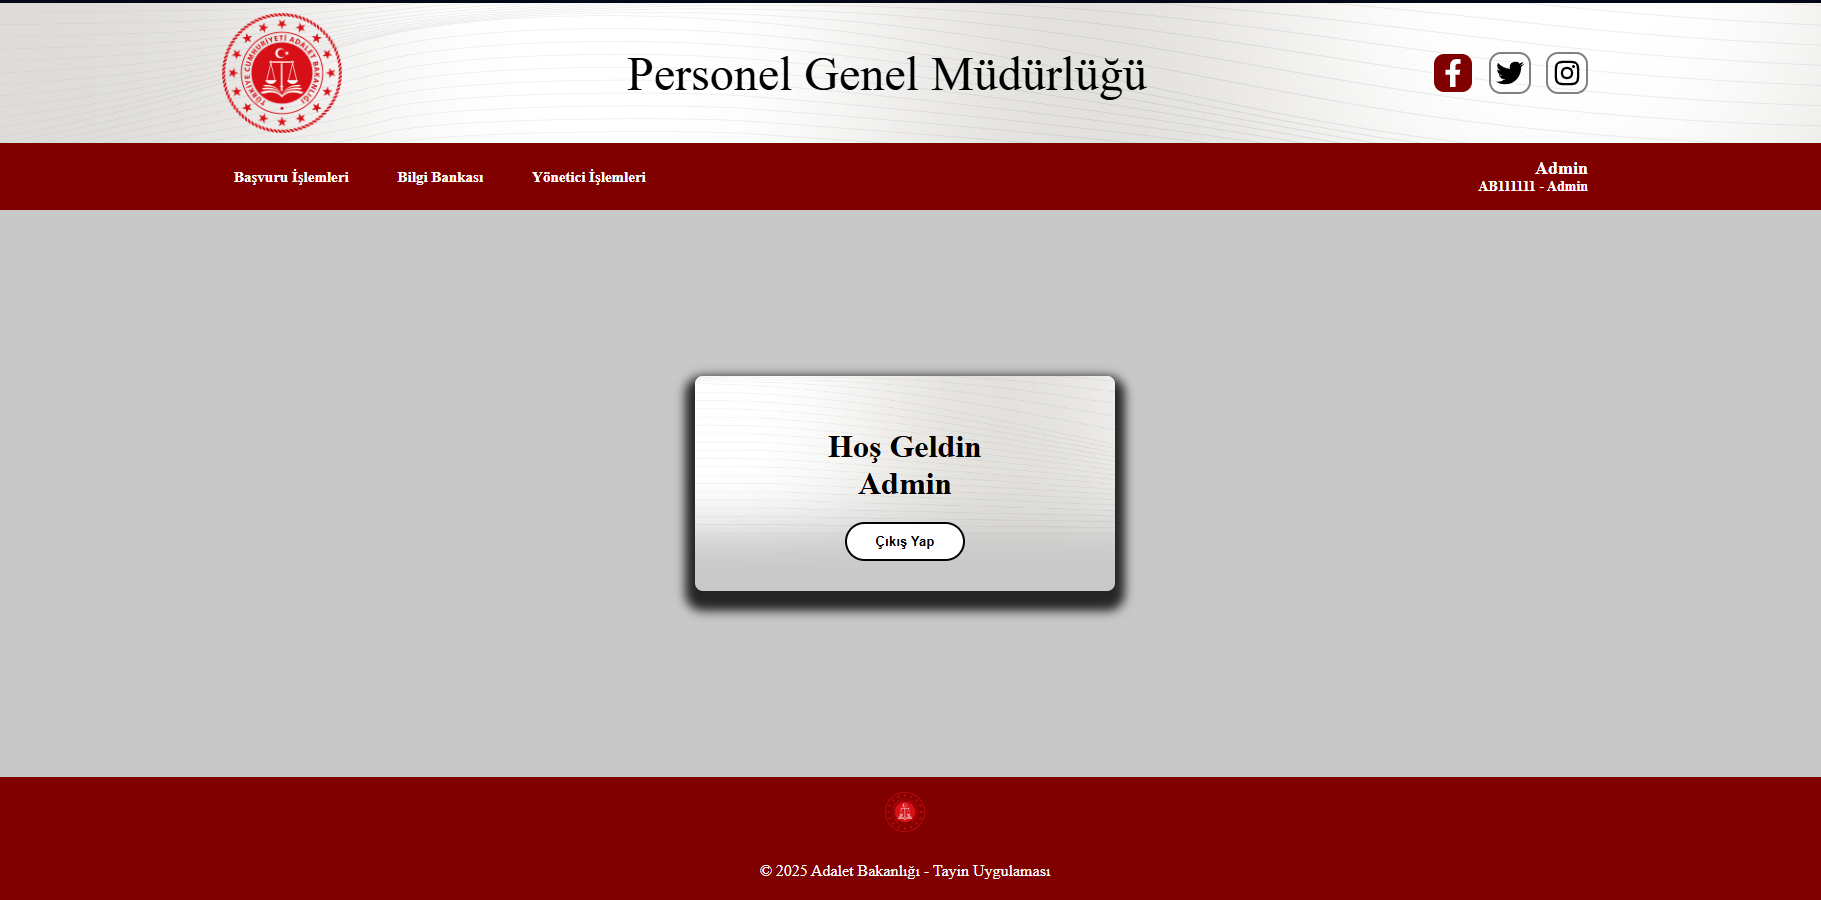 TÜRKİYE CUMHURİYETİ ADALET BAKANLIĞI
Personel Genel Müdürlüğü
Başvuru İşlemleri
Bilgi Bankası
Yönetici İşlemleri
Admin
AB111111 - Admin
Hoş Geldin
Admin
Çıkış Yap
© 2025 Adalet Bakanlığı - Tayin Uygulaması